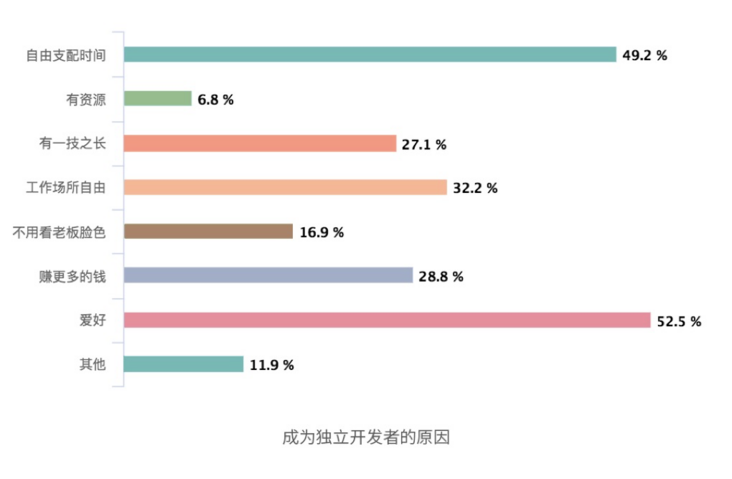 自由支配时间 49.2 %
有资源 6.8 %
有一技之长 27.1 %
工作场所自由 32.2 %
不用看老板脸色 16.9 %
赚更多的钱 28.8 %
爱好 52.5 %
其他 11.9 %
成为独立开发者的原因